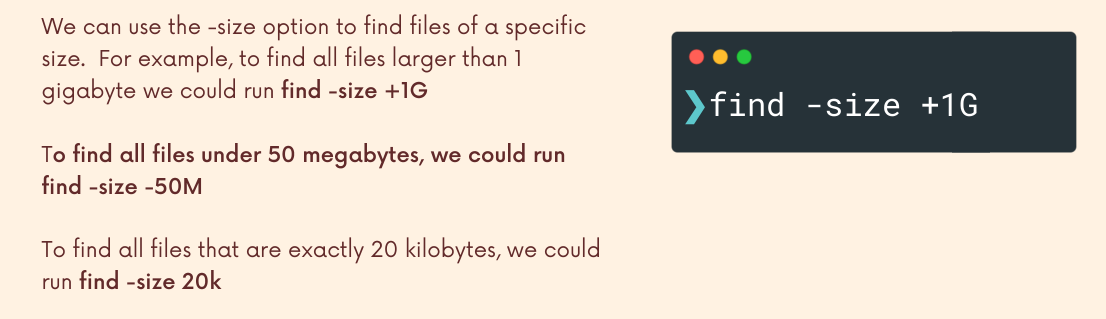 We can use the -size option to find files of a specific
size.  For example, to find all files larger than 1
gigabyte we could run find -size +1G
To find all files under 50 megabytes, we could run
find -size -50M
To find all files that are exactly 20 kilobytes, we could
run find -size 20k
❯find -size +1G